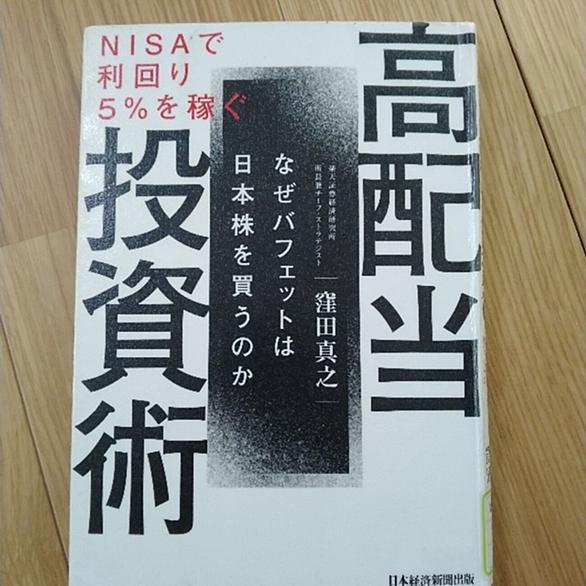 NISAで
利回り
5%を稼ぐ
高配当
投資術
なぜバフェットは
日本株を買うのか
楽天証券経済研究所
所長兼チーフ・ストラテジスト
窪田真之
日本経済新聞出版